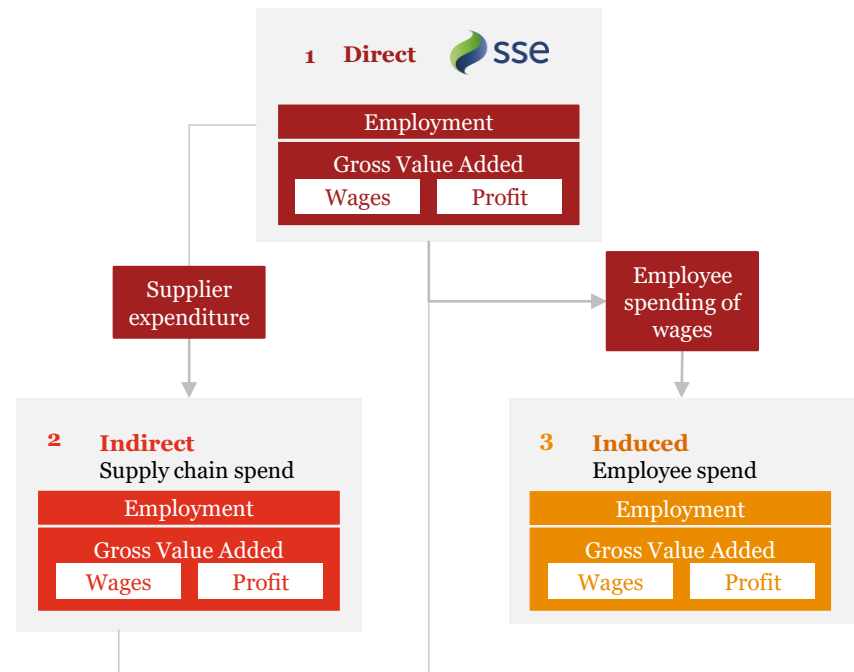 1 Direct sse
Employment
Gross Value Added
Wages Profit
Supplier
expenditure
Employee
spending of
wages
2 Indirect
Supply chain spend
Employment
Gross Value Added
Wages Profit
3 Induced
Employee spend
Employment
Gross Value Added
Wages Profit